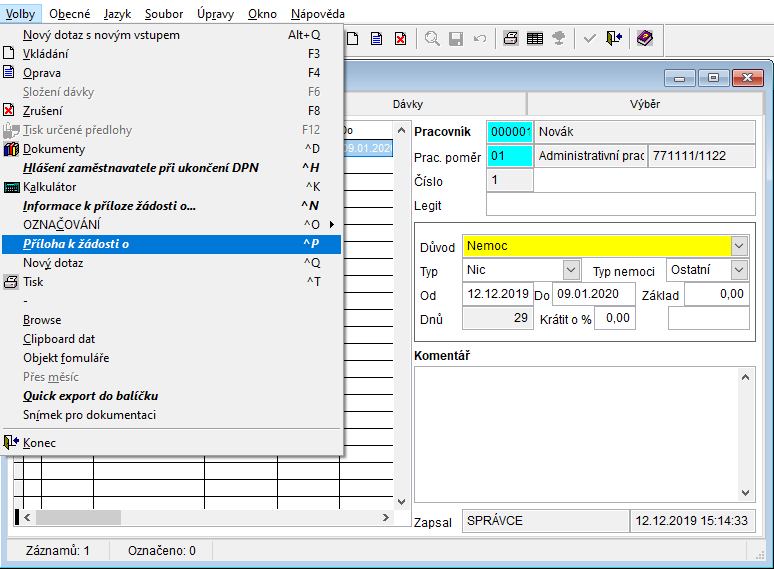 Volby Obecné Jazyk Soubor Úpravy Okno Nápověda
Nový dotaz s novým vstupem Alt+Q
Vkládání F3
Oprava F4
Složení dávky F6
Zrušení F8
Tisk určené předlohy F12
Dokumenty ^D
Hlášení zaměstnavatele při ukončení DPN ^H
Kalkulátor ^K
Informace k příloze žádosti o... ^N
OZNAČOVÁNÍ ^O
Příloha k žádosti o ^P
Nový dotaz ^Q
Tisk ^T
-
Browse
Clipboard dat
Objekt fomuláře
Přes měsíc
Quick export do balíčku
Snímek pro dokumentaci
Konec
Dávky Výběr
Do
09.01.2020
Pracovník 000001 Novák
Prac. poměr 01 Administrativní prac 771111/1122
Číslo 1
Legit
Důvod Nemoc
Typ Nic Typ nemoci Ostatní
Od 12.12.2019 Do 09.01.2020 Základ 0,00
Dnů 29 Krátit o % 0,00
Komentář
Zapsal SPRÁVCE 12.12.2019 15:14:33
Záznamů: 1 Označeno: 0